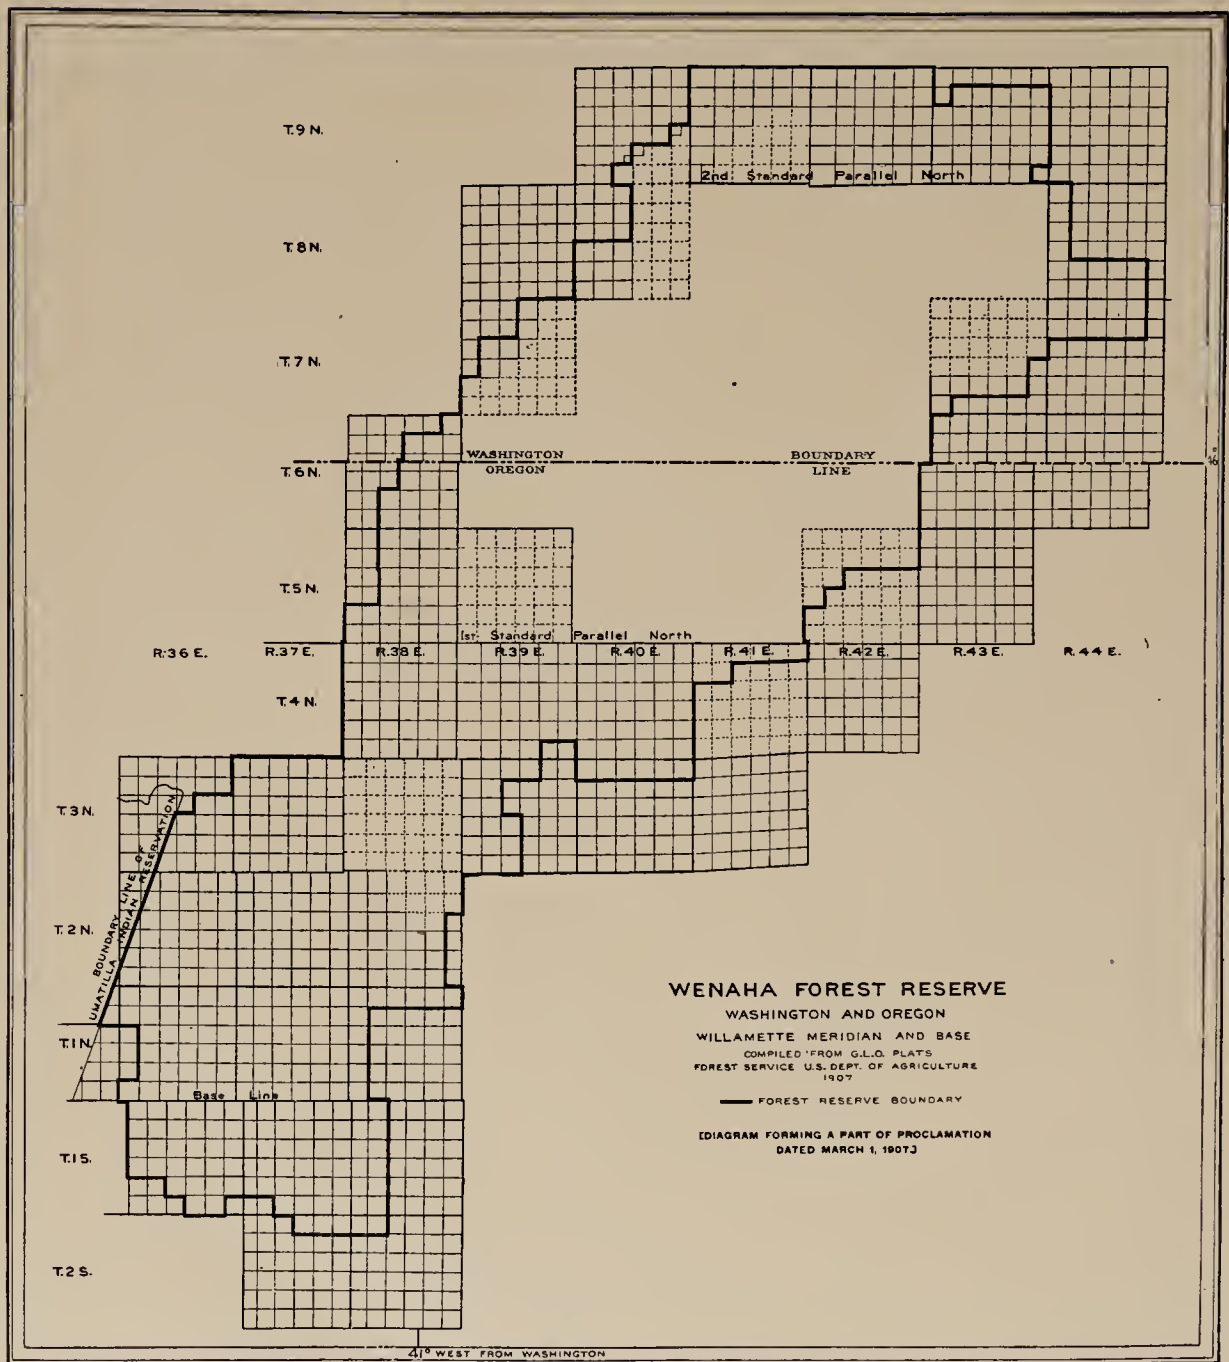 T.9 N.
2nd Standard Parallel North
T.8 N.
T.7 N.
WASHINGTON BOUNDARY
OREGON LINE
T.6 N.
T.5 N.
1st Standard Parallel North
R.36 E. R.37 E. R.38 E. R.39 E. R.40 E. R.41 E. R.42 E. R.43 E. R.44 E.
T.4 N.
T.3 N.
BOUNDARY LINE OF
UMATILLA INDIAN RESERVATION
T.2 N.
T.1 N.
Base Line
T.1 S.
T.2 S.
WENAHA FOREST RESERVE
WASHINGTON AND OREGON
WILLAMETTE MERIDIAN AND BASE
COMPILED FROM G.L.O. PLATS
FOREST SERVICE U.S. DEPT. OF AGRICULTURE
1907
FOREST RESERVE BOUNDARY
[DIAGRAM FORMING A PART OF PROCLAMATION
DATED MARCH 1, 1907.]
41° WEST FROM WASHINGTON